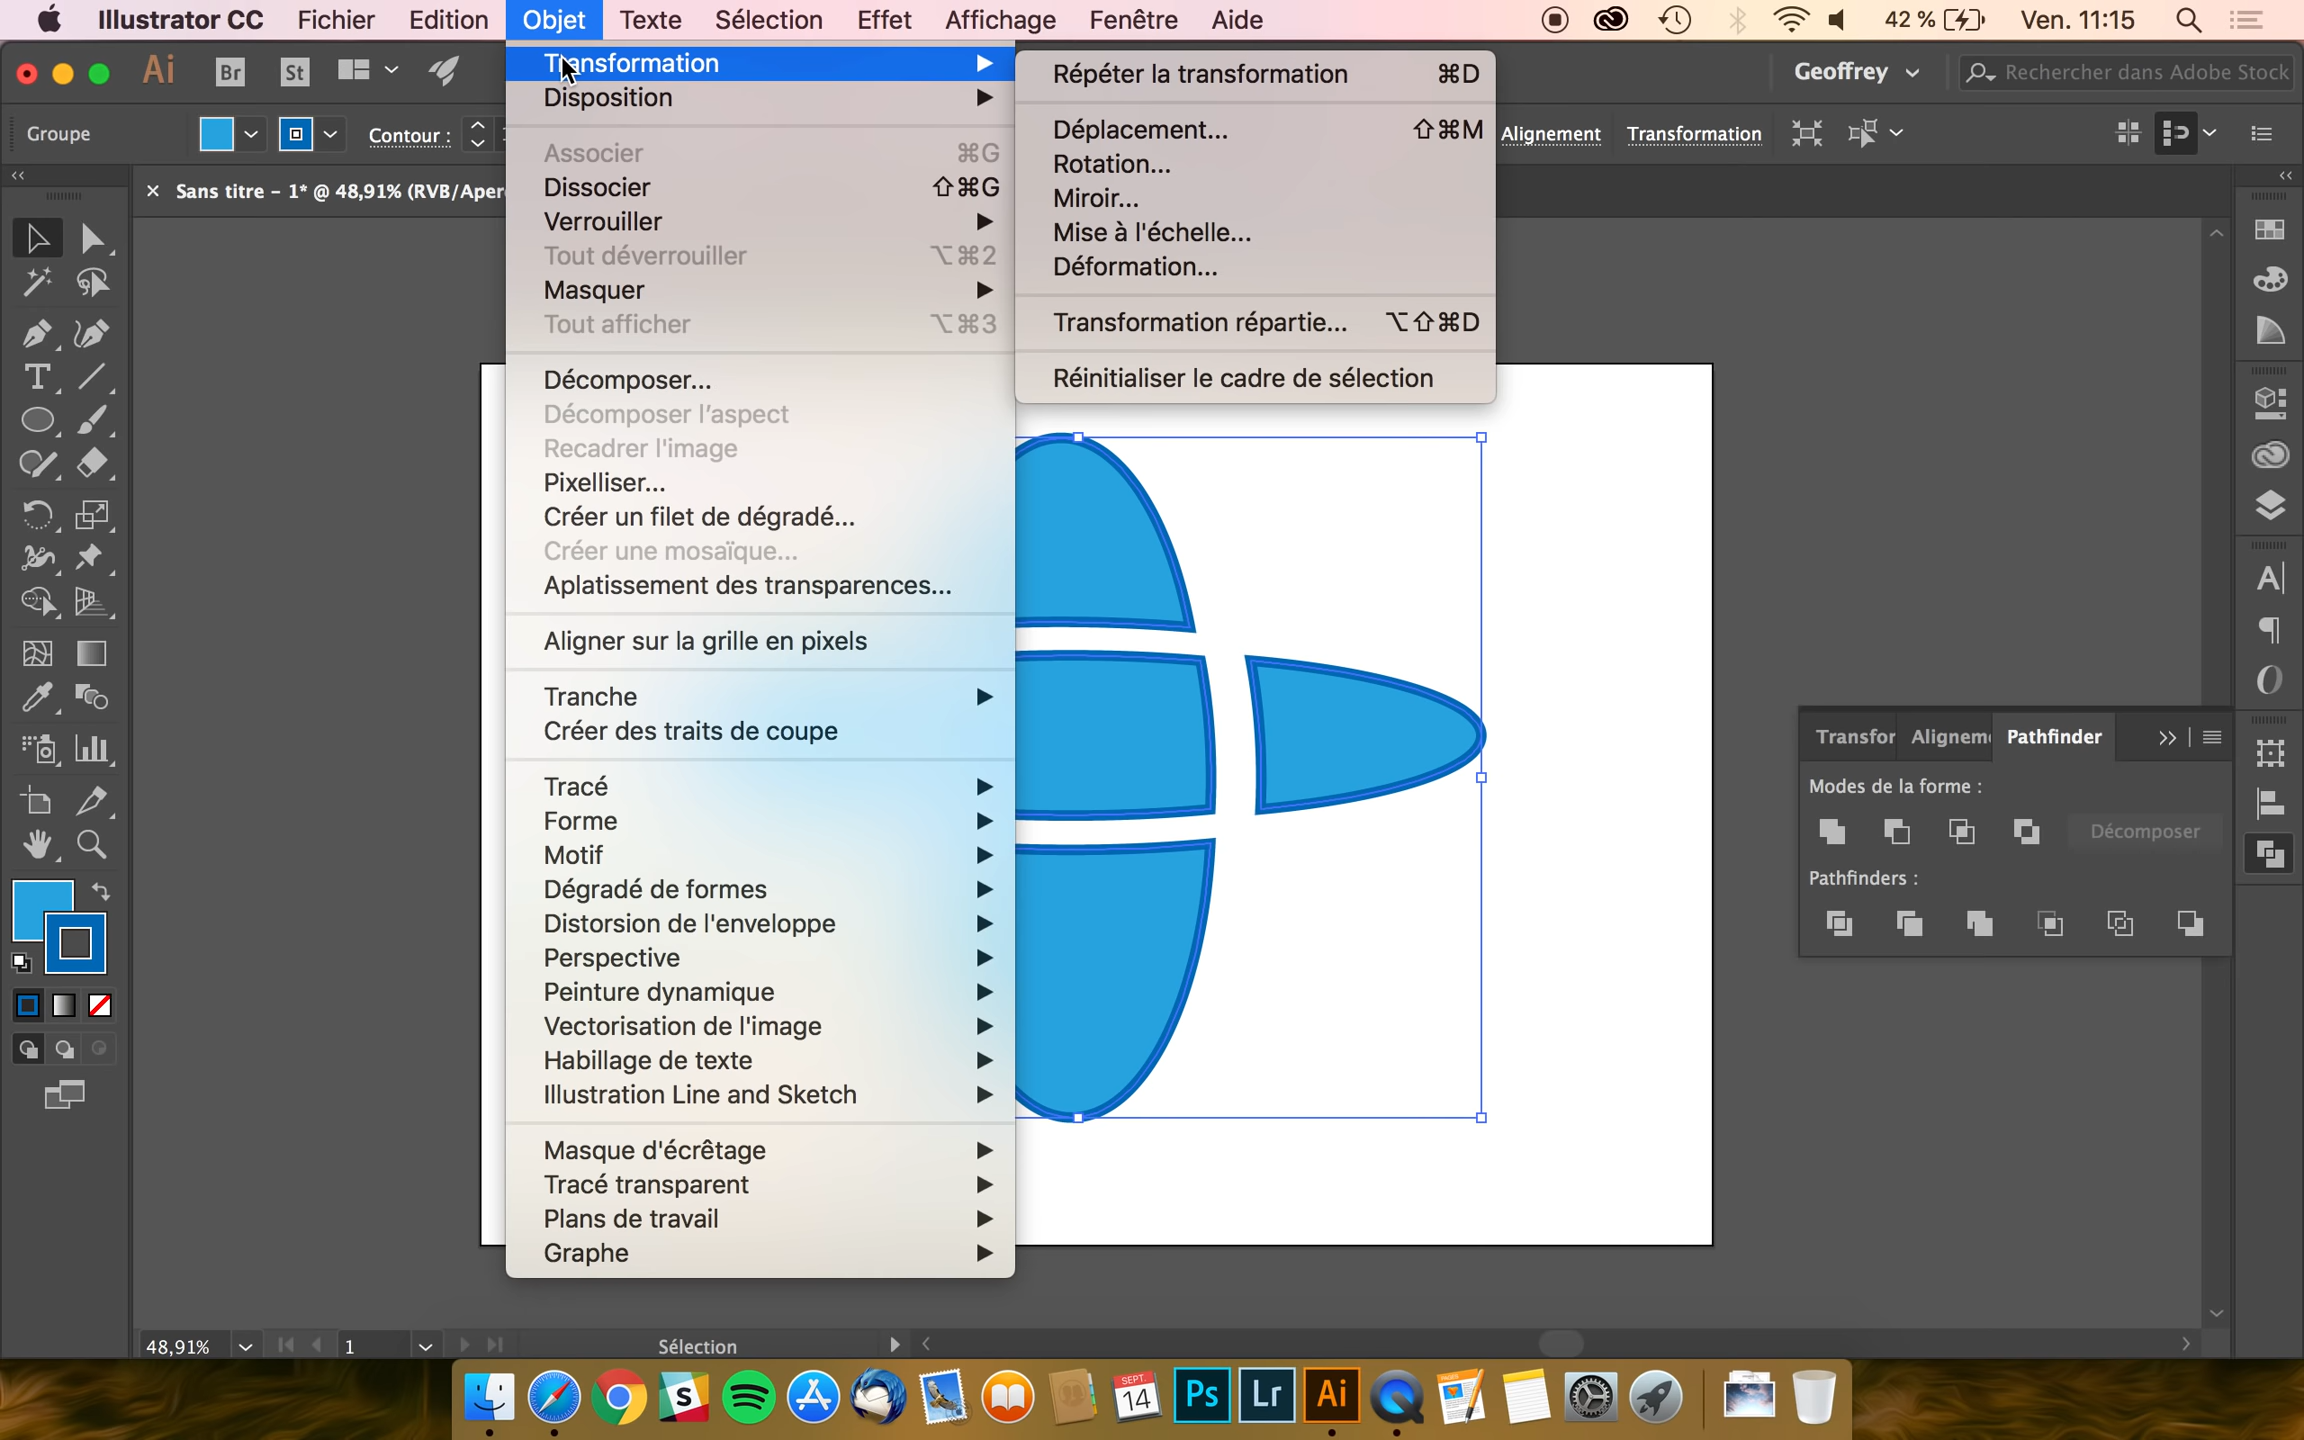 Illustrator CC Fichier Edition Objet Texte Sélection Effet Affichage Fenêtre Aide 42 % Ven. 11:15
Ai Br St Geoffrey Rechercher dans Adobe Stock
Groupe Contour : Alignement Transformation
Sans titre - 1* @ 48,91% (RVB/Aper
Transformation
Disposition
Associer ⌘G
Dissocier ⇧⌘G
Verrouiller
Tout déverrouiller ⌥⌘2
Masquer
Tout afficher ⌥⌘3
Décomposer...
Décomposer l'aspect
Recadrer l'image
Pixelliser...
Créer un filet de dégradé...
Créer une mosaïque...
Aplatissement des transparences...
Aligner sur la grille en pixels
Tranche
Créer des traits de coupe
Tracé
Forme
Motif
Dégradé de formes
Distorsion de l'enveloppe
Perspective
Peinture dynamique
Vectorisation de l'image
Habillage de texte
Illustration Line and Sketch
Masque d'écrêtage
Tracé transparent
Plans de travail
Graphe
Répéter la transformation ⌘D
Déplacement... ⇧⌘M
Rotation...
Miroir...
Mise à l'échelle...
Déformation...
Transformation répartie... ⌥⇧⌘D
Réinitialiser le cadre de sélection
Transfor Alignem Pathfinder
Modes de la forme :
Décomposer
Pathfinders :
48,91% 1 Sélection
SEPT.
14
Ps Lr Ai